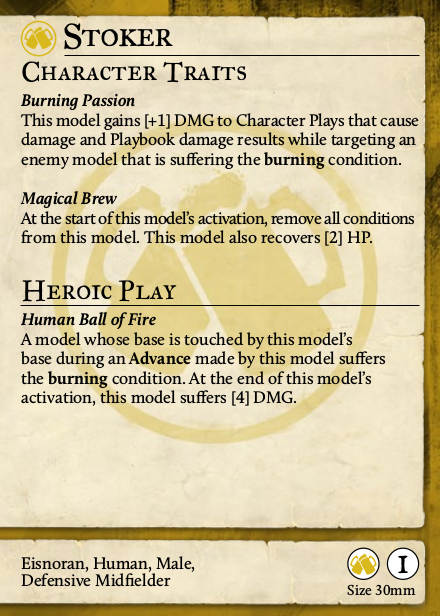 Stoker
Character Traits
Burning Passion
This model gains [+1] DMG to Character Plays that cause
damage and Playbook damage results while targeting an
enemy model that is suffering the burning condition.
Magical Brew
At the start of this model's activation, remove all conditions
from this model. This model also recovers [2] HP.
Heroic Play
Human Ball of Fire
A model whose base is touched by this model's
base during an Advance made by this model suffers
the burning condition. At the end of this model's
activation, this model suffers [4] DMG.
Eisnoran, Human, Male,
Defensive Midfielder
1
Size 30mm